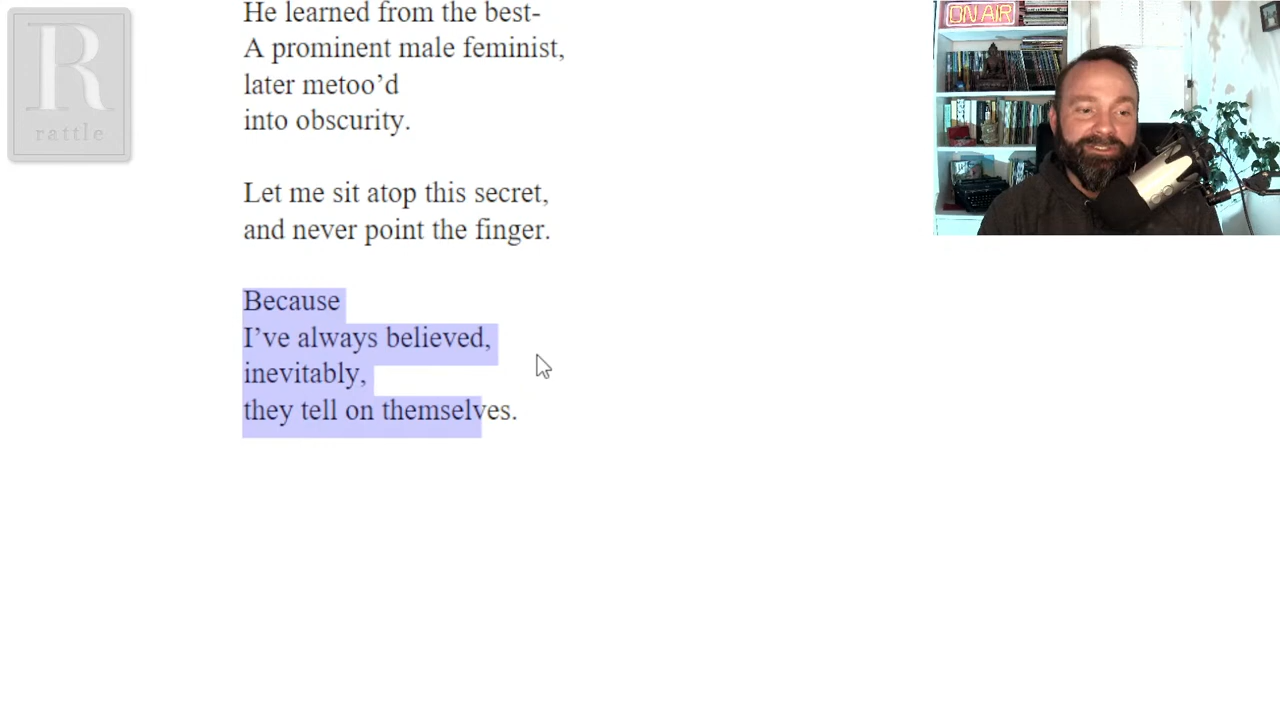 He learned from the best-
A prominent male feminist,
later metoo’d
into obscurity.
Let me sit atop this secret,
and never point the finger.
Because
I’ve always believed,
inevitably,
they tell on themselves.
R
rattle
ON AIR